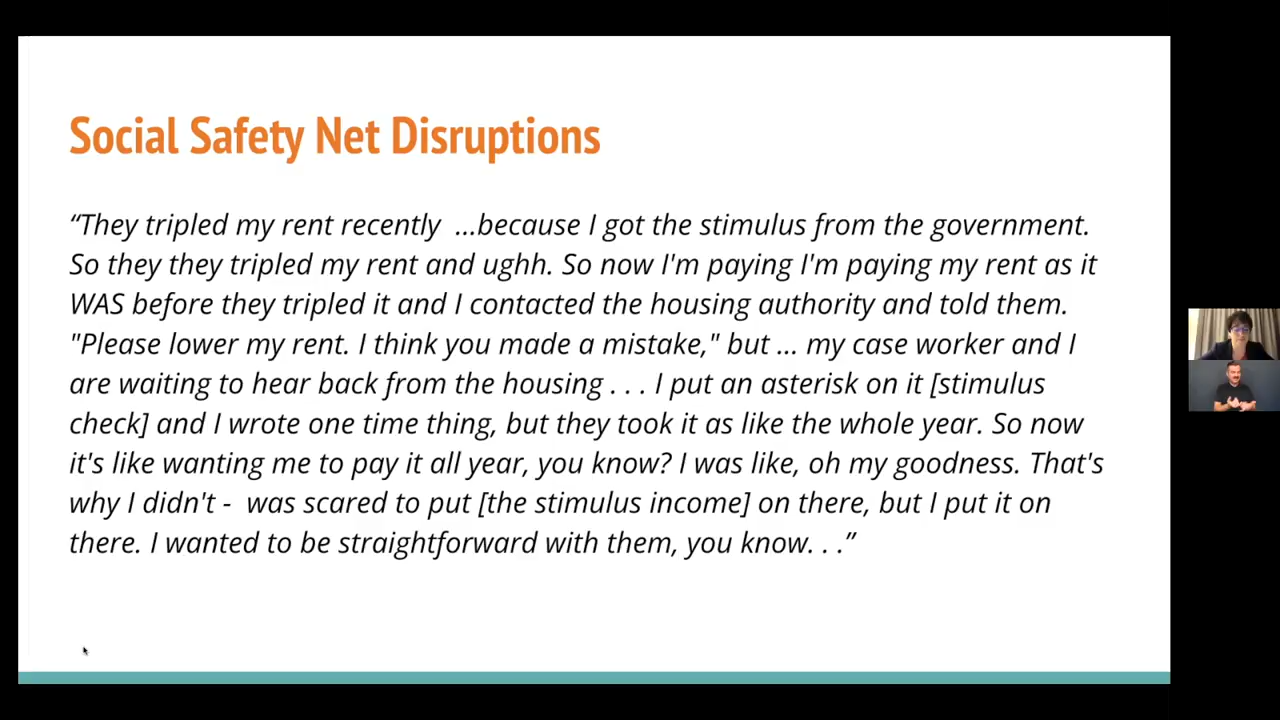 Social Safety Net Disruptions
“They tripled my rent recently  ...because I got the stimulus from the government.
So they they tripled my rent and ughh. So now I'm paying I'm paying my rent as it
WAS before they tripled it and I contacted the housing authority and told them.
"Please lower my rent. I think you made a mistake," but ... my case worker and I
are waiting to hear back from the housing . . . I put an asterisk on it [stimulus
check] and I wrote one time thing, but they took it as like the whole year. So now
it's like wanting me to pay it all year, you know? I was like, oh my goodness. That's
why I didn't -  was scared to put [the stimulus income] on there, but I put it on
there. I wanted to be straightforward with them, you know. . .”